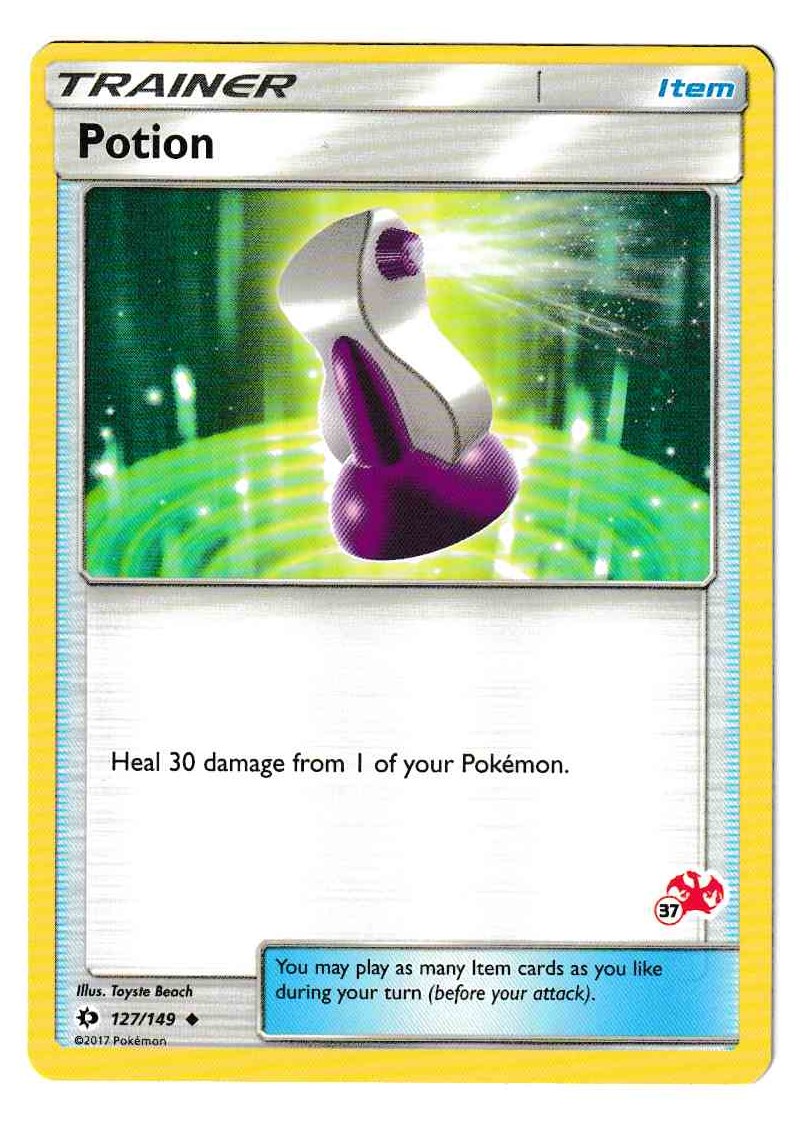 TRAINER
Item
Potion
Heal 30 damage from 1 of your Pokémon.
37
You may play as many Item cards as you like
during your turn (before your attack).
Illus. Toyste Beach
127/149 ◆
©2017 Pokémon